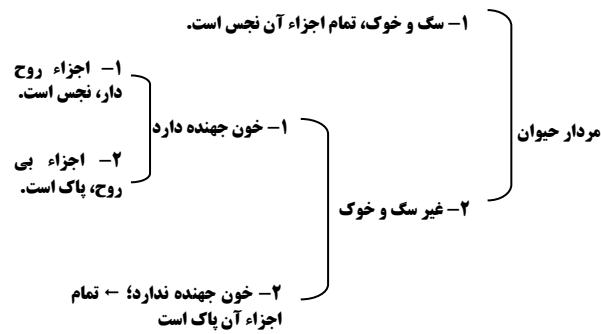 مردار حیوان
۱– سگ و خوک، تمام اجزاء آن نجس است.
۲– غیر سگ و خوک
۱– خون جهنده دارد
۱– اجزاء روح
دار، نجس است.
۲– اجزاء بی
روح، پاک است.
۲– خون جهنده ندارد؛ ← تمام
اجزاء آن پاک است